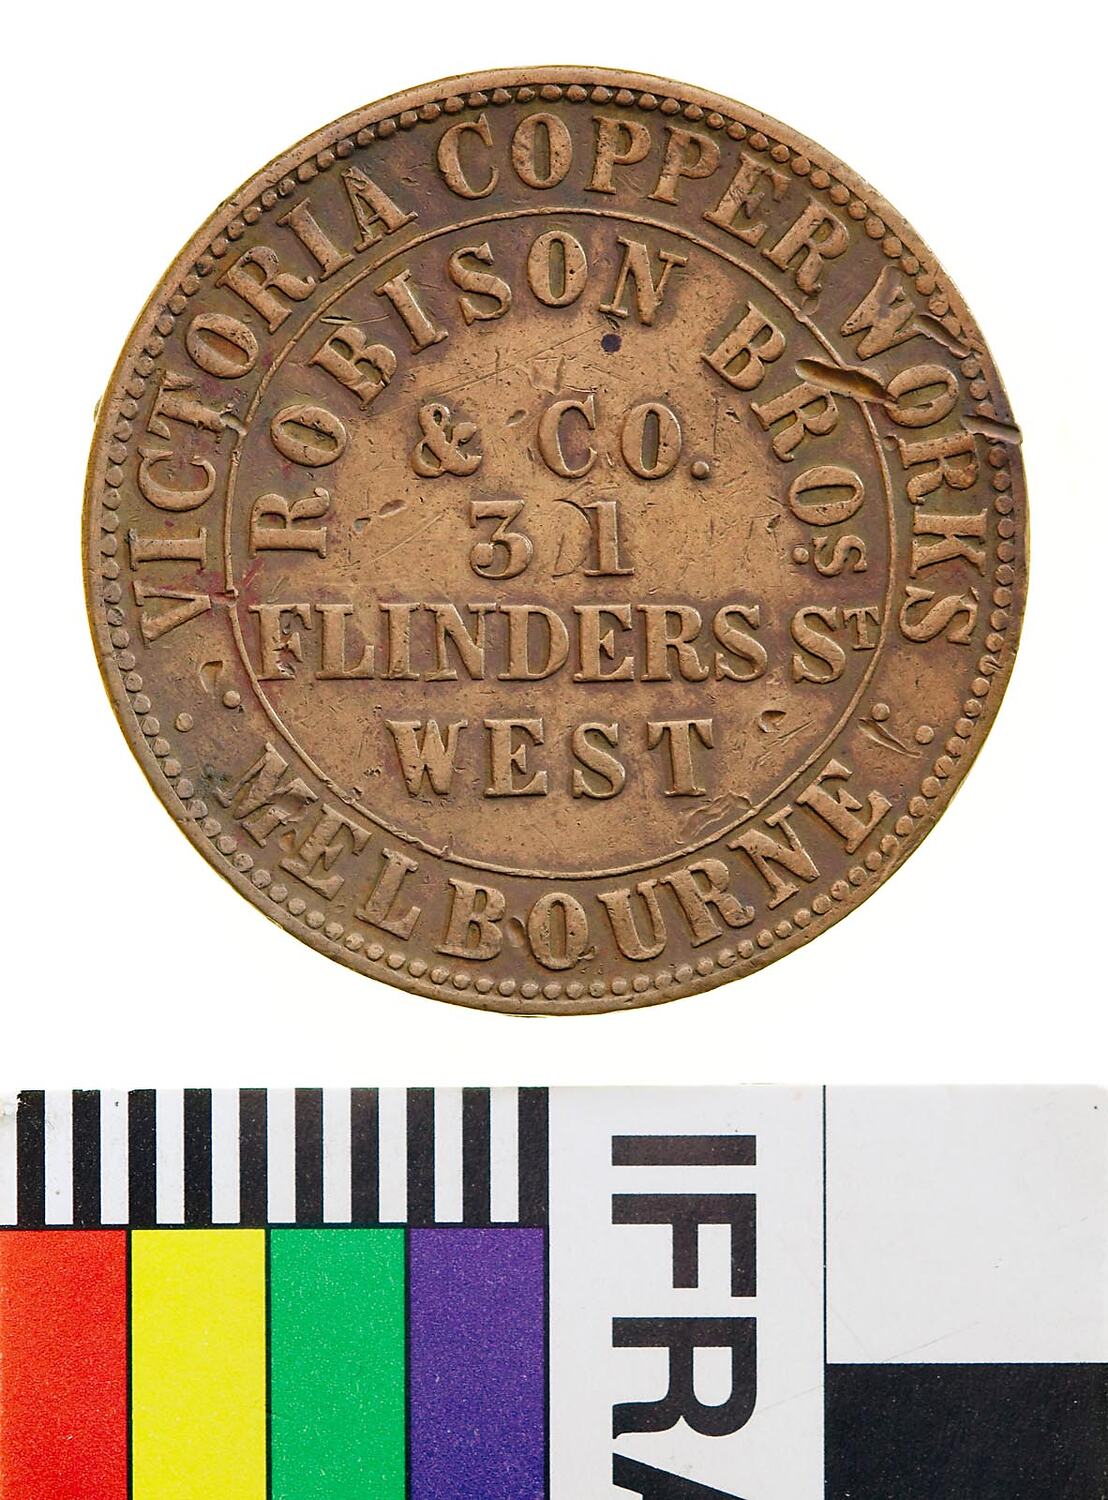 VICTORIA COPPER WORKS
ROBISON BROS.
& CO.
31
FLINDERS ST
WEST
MELBOURNE
IFRA